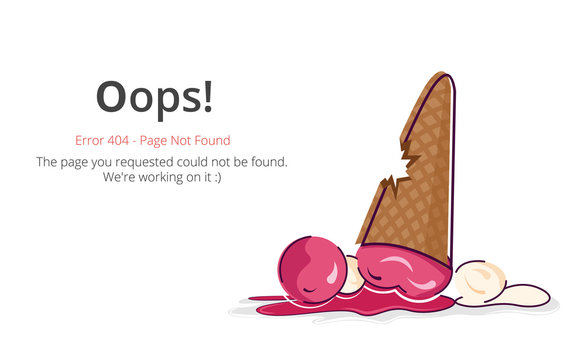 Oops!
Error 404 - Page Not Found
The page you requested could not be found.
We're working on it :)